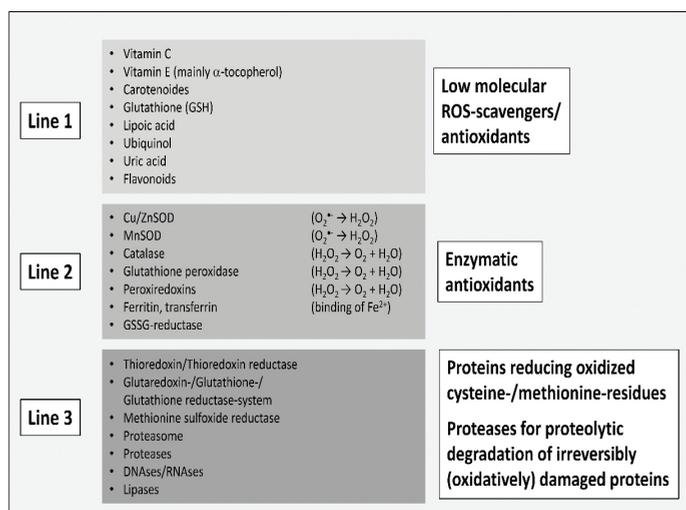 Line 1
• Vitamin C
• Vitamin E (mainly α-tocopherol)
• Carotenoides
• Glutathione (GSH)
• Lipoic acid
• Ubiquinol
• Uric acid
• Flavonoids
Low molecular
ROS-scavengers/
antioxidants
Line 2
• Cu/ZnSOD (O₂•⁻ → H₂O₂)
• MnSOD (O₂•⁻ → H₂O₂)
• Catalase (H₂O₂ → O₂ + H₂O)
• Glutathione peroxidase (H₂O₂ → O₂ + H₂O)
• Peroxiredoxins (H₂O₂ → O₂ + H₂O)
• Ferritin, transferrin (binding of Fe²⁺)
• GSSG-reductase
Enzymatic
antioxidants
Line 3
• Thioredoxin/Thioredoxin reductase
• Glutaredoxin-/Glutathione-/
Glutathione reductase-system
• Methionine sulfoxide reductase
• Proteasome
• Proteases
• DNAses/RNAses
• Lipases
Proteins reducing oxidized
cysteine-/methionine-residues
Proteases for proteolytic
degradation of irreversibly
(oxidatively) damaged proteins